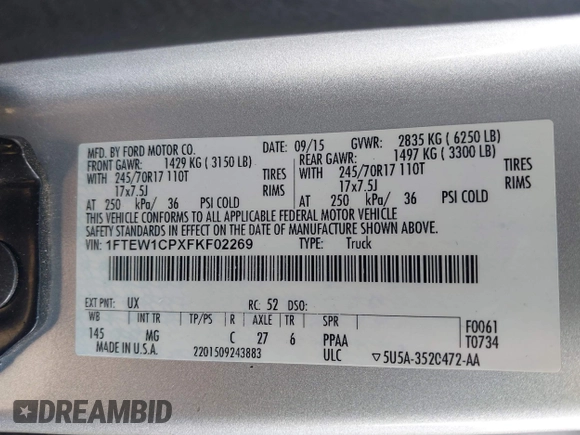 MFD. BY FORD MOTOR CO. DATE: 09/15 GVWR: 2835 KG ( 6250 LB)
FRONT GAWR: 1429 KG ( 3150 LB) REAR GAWR: 1497 KG ( 3300 LB)
WITH 245/70R17 110T TIRES WITH 245/70R17 110T TIRES
17x7.5J RIMS 17x7.5J RIMS
AT 250 kPa/ 36 PSI COLD AT 250 kPa/ 36 PSI COLD
THIS VEHICLE CONFORMS TO ALL APPLICABLE FEDERAL MOTOR VEHICLE
SAFETY STANDARDS IN EFFECT ON THE DATE OF MANUFACTURE SHOWN ABOVE.
VIN: 1FTEW1CPXFKF02269 TYPE: Truck
EXT PNT: UX RC: 52 DSO:
WB TP/PS R AXLE TR SPR F0061
145 MG C 27 6 PPAA T0734
MADE IN U.S.A. 2201509243883 ULC ▽5U5A-352C472-AA
DREAMBID